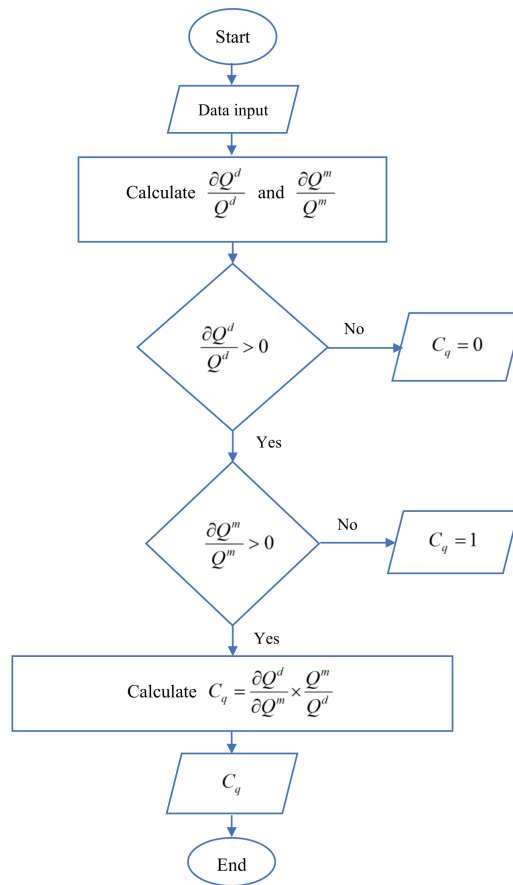 Start
Data input
Calculate ∂Q^d/Q^d and ∂Q^m/Q^m
∂Q^d/Q^d > 0
No
C_q = 0
Yes
∂Q^m/Q^m > 0
No
C_q = 1
Yes
Calculate C_q = ∂Q^d/∂Q^m × Q^m/Q^d
C_q
End